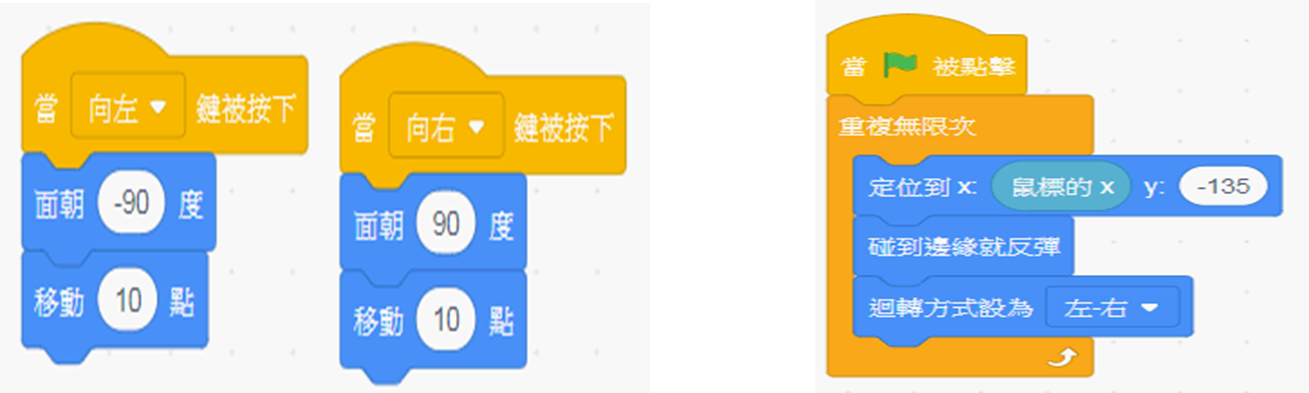 當 向左 鍵被按下
面朝 -90 度
移動 10 點
當 向右 鍵被按下
面朝 90 度
移動 10 點
當 被點擊
重複無限次
定位到 x: 鼠標的 x y: -135
碰到邊緣就反彈
迴轉方式設為 左-右